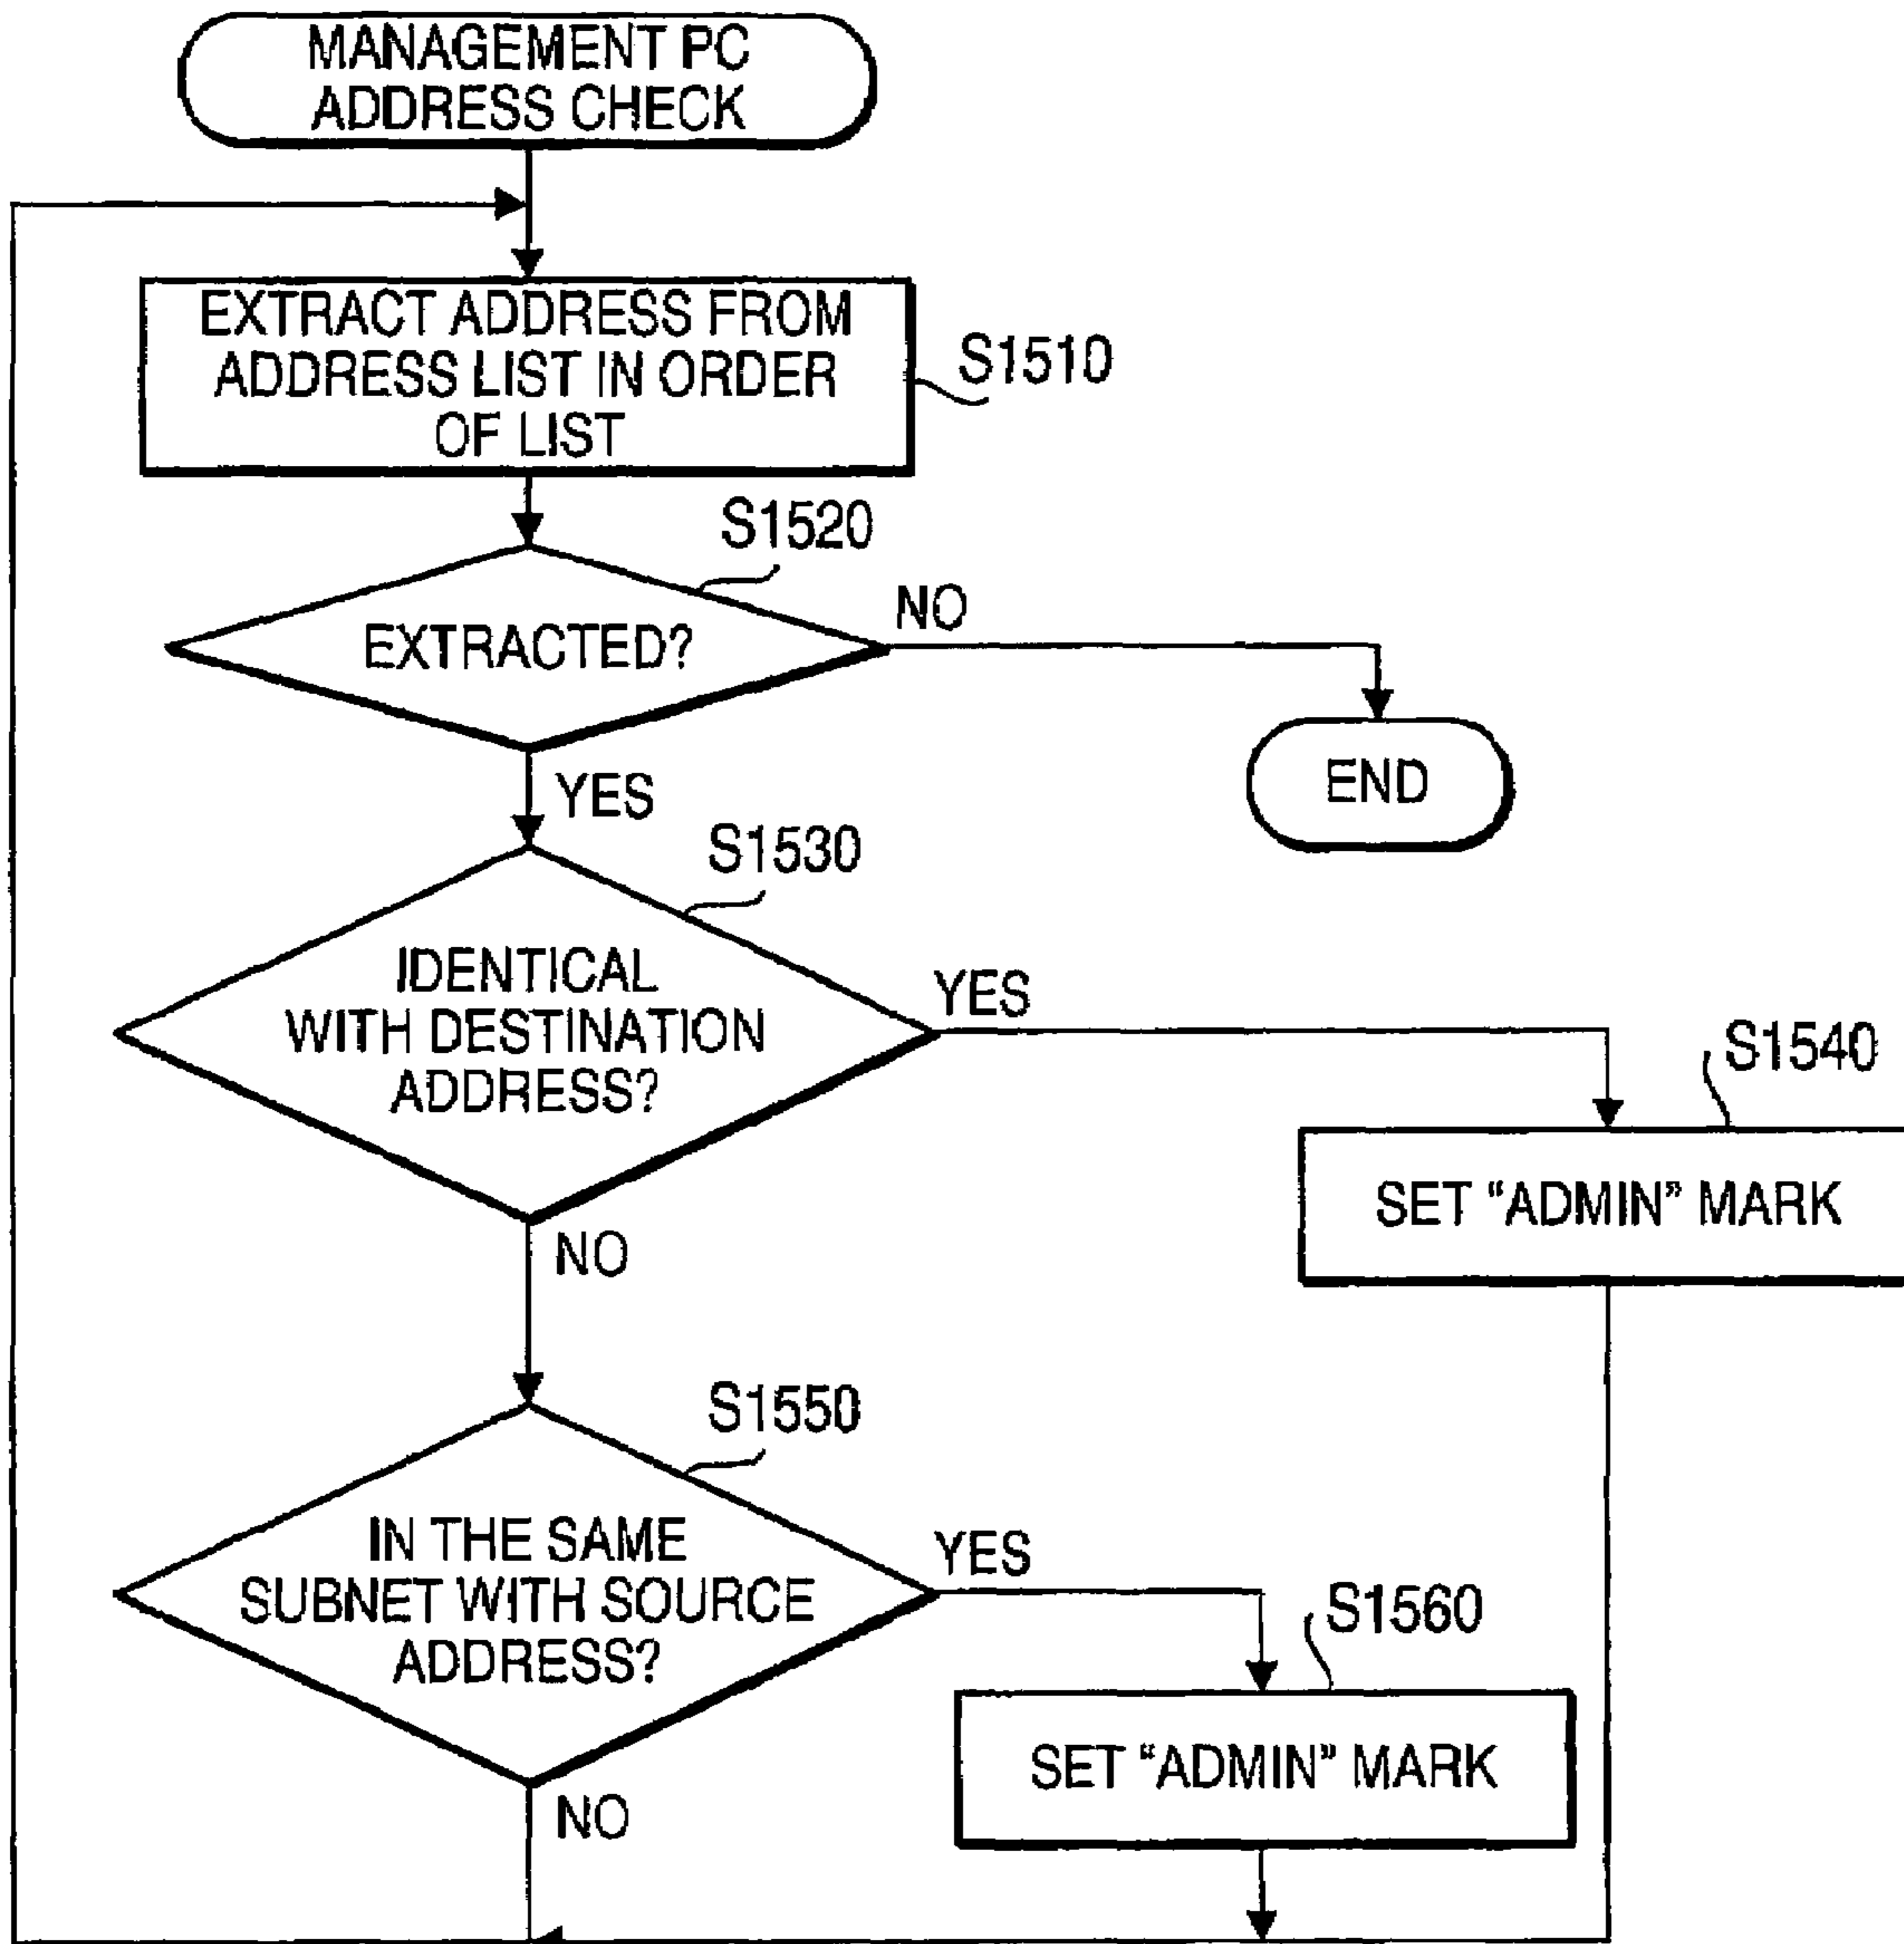 MANAGEMENT PC
ADDRESS CHECK
EXTRACT ADDRESS FROM
ADDRESS LIST IN ORDER
OF LIST
S1510
S1520
EXTRACTED?
NO
YES
END
S1530
IDENTICAL
WITH DESTINATION
ADDRESS?
YES
NO
S1540
SET “ADMIN” MARK
S1550
IN THE SAME
SUBNET WITH SOURCE
ADDRESS?
YES
NO
S1560
SET “ADMIN” MARK